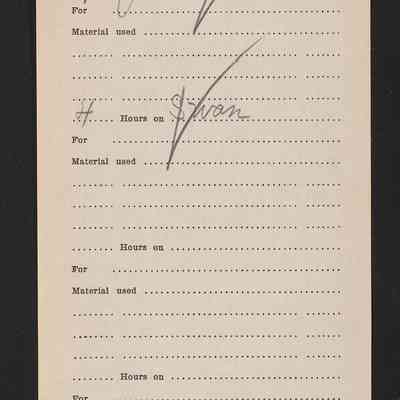 For
Material used
4 Hours on Divan
For
Material used
Hours on
For
Material used
Hours on
For